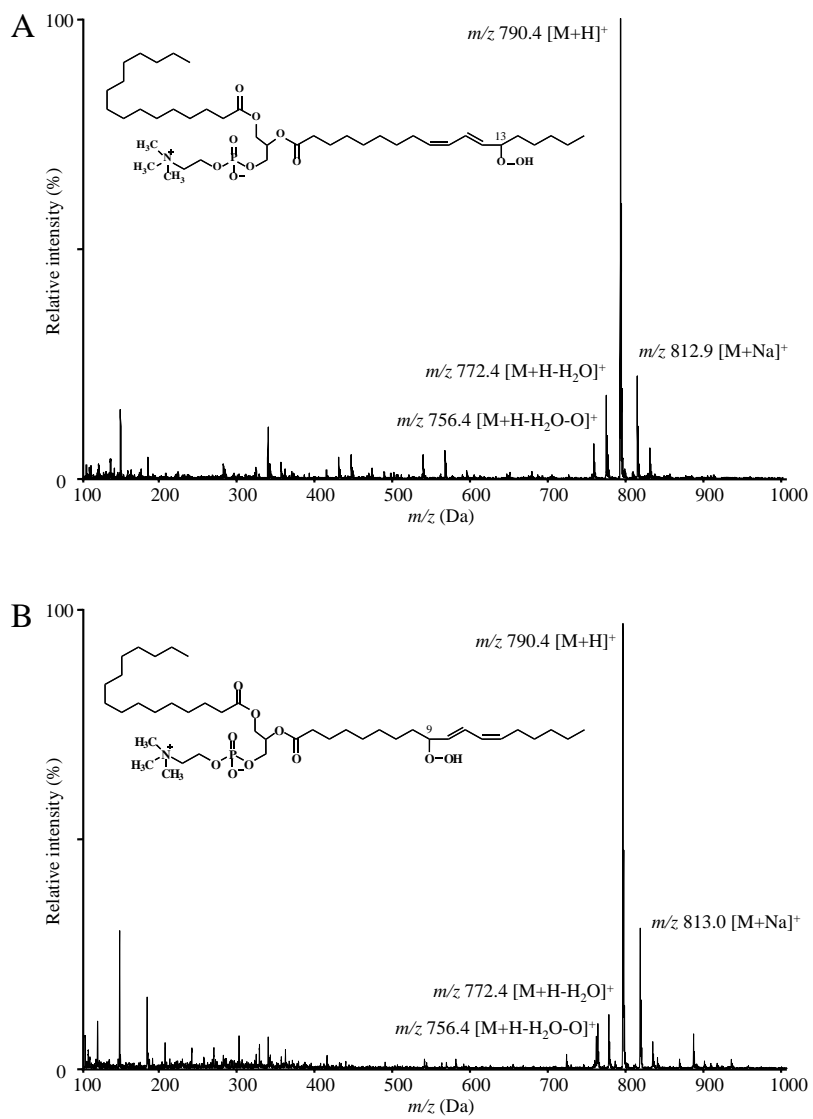 A
100
m/z 790.4 [M+H]⁺
O
O
13
H₃C
O
O
H₃C
N
+
O
P
O
O
O
OH
H₃C
CH₃
O−
Relative intensity (%)
m/z 812.9 [M+Na]⁺
m/z 772.4 [M+H-H₂O]⁺
m/z 756.4 [M+H-H₂O-O]⁺
0
100 200 300 400 500 600 700 800 900 1000
m/z (Da)
B
100
m/z 790.4 [M+H]⁺
O
O
9
H₃C
O
O
H₃C
N
+
O
P
O
O
O
OH
H₃C
CH₃
O−
Relative intensity (%)
m/z 813.0 [M+Na]⁺
m/z 772.4 [M+H-H₂O]⁺
m/z 756.4 [M+H-H₂O-O]⁺
0
100 200 300 400 500 600 700 800 900 1000
m/z (Da)